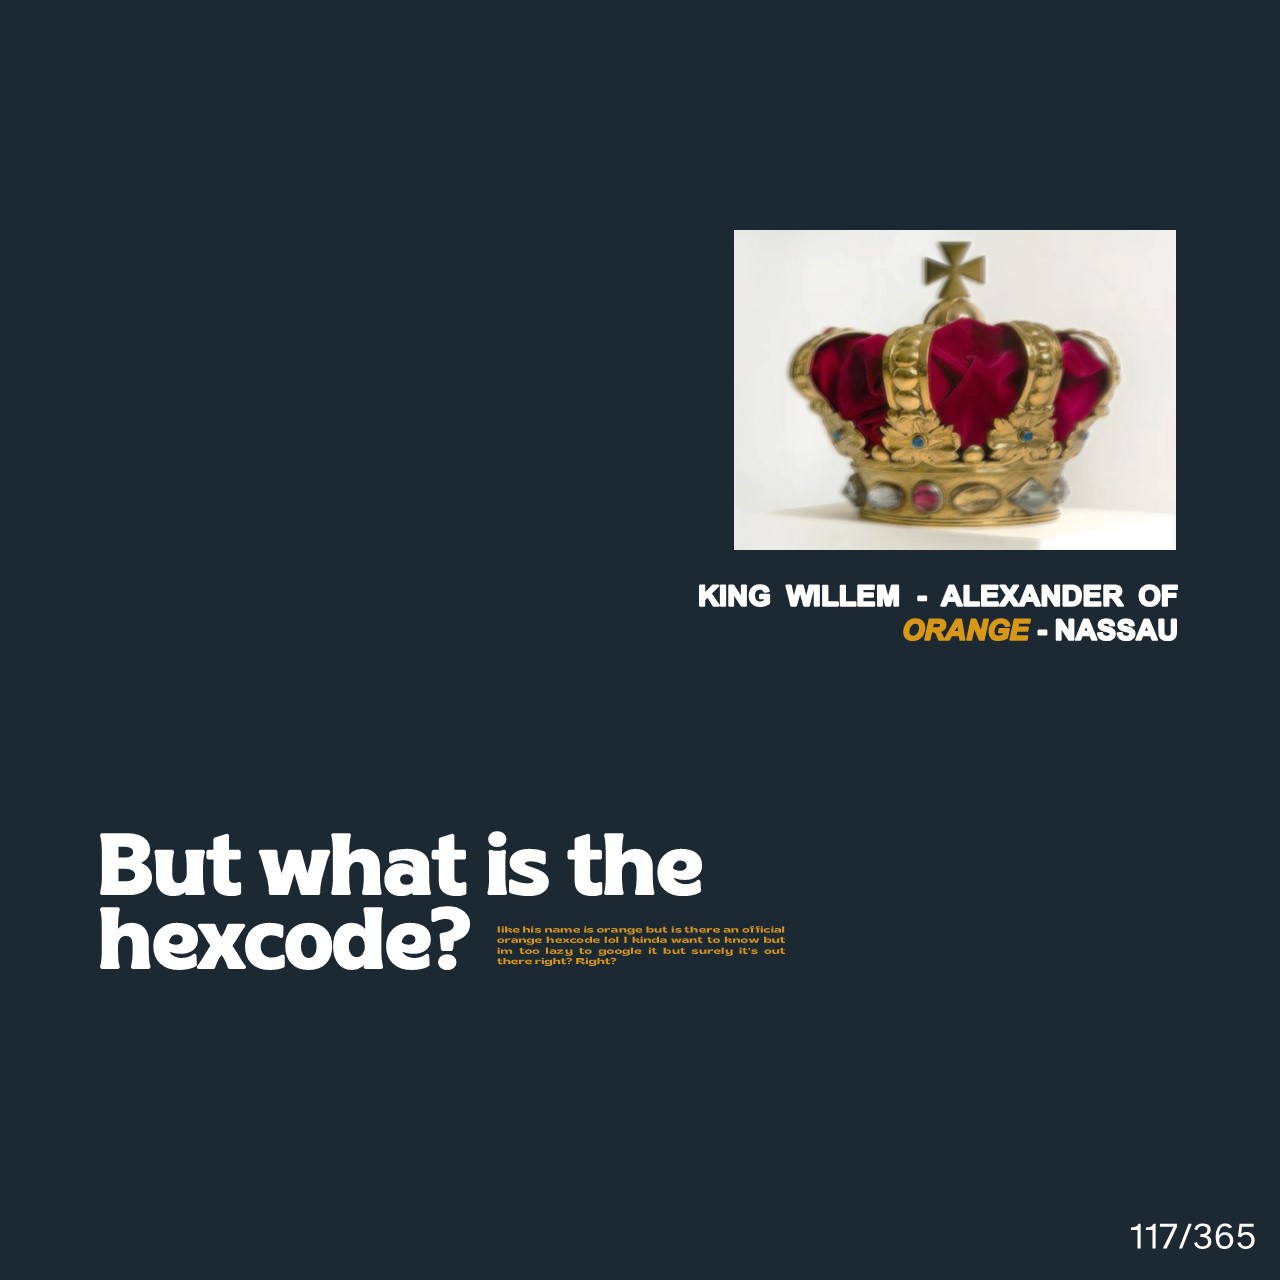 KING WILLEM - ALEXANDER OF
ORANGE - NASSAU
But what is the
hexcode?
like his name is orange but is there an official
orange hexcode lol I kinda want to know but
im too lazy to google it but surely it's out
there right? Right?
117/365